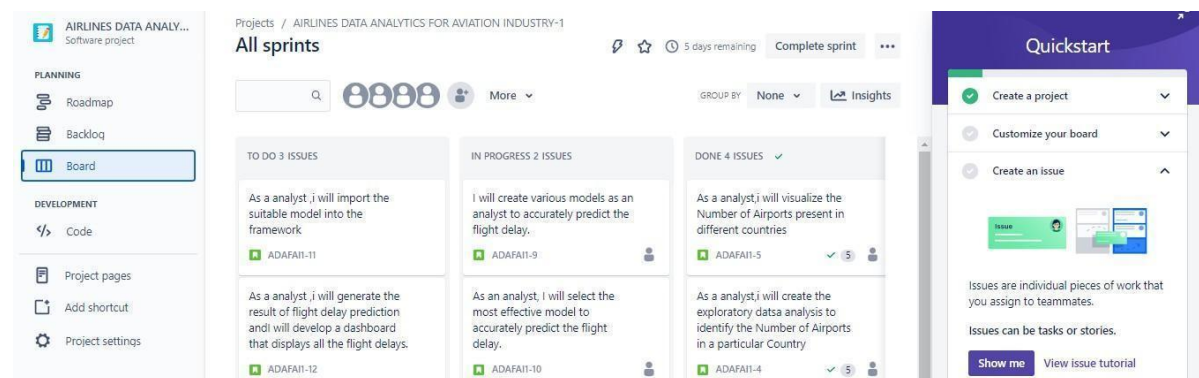 AIRLINES DATA ANALY...
Software project
PLANNING
Roadmap
Backlog
Board
DEVELOPMENT
Code
Project pages
Add shortcut
Project settings
Projects / AIRLINES DATA ANALYTICS FOR AVIATION INDUSTRY-1
All sprints
5 days remaining
Complete sprint
More
GROUP BY
None
Insights
TO DO 3 ISSUES
As a analyst ,i will import the
suitable model into the
framework
ADAFAI1-11
As a analyst ,i will generate the
result of flight delay prediction
andI will develop a dashboard
that displays all the flight delays.
ADAFAI1-12
IN PROGRESS 2 ISSUES
I will create various models as an
analyst to accurately predict the
flight delay.
ADAFAI1-9
As an analyst, I will select the
most effective model to
accurately predict the flight
delay.
ADAFAI1-10
DONE 4 ISSUES
As a analyst,i will visualize the
Number of Airports present in
different countries
ADAFAI1-5
5
As a analyst,i will create the
exploratory datsa analysis to
identify the Number of Airports
in a particular Country
ADAFAI1-4
5
Quickstart
Create a project
Customize your board
Create an issue
Issue
Issues are individual pieces of work that
you assign to teammates.
Issues can be tasks or stories.
Show me
View issue tutorial